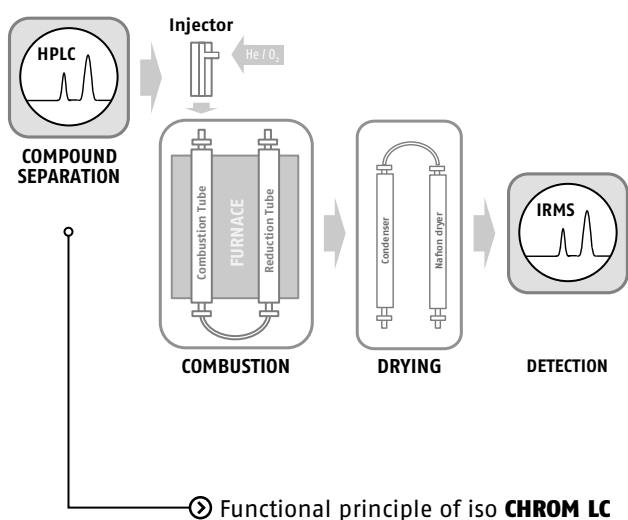 Injector
HPLC
He / O₂
COMPOUND
SEPARATION
Combustion Tube
FURNACE
Reduction Tube
Condenser
Nafion dryer
IRMS
COMBUSTION
DRYING
DETECTION
Functional principle of iso CHROM LC